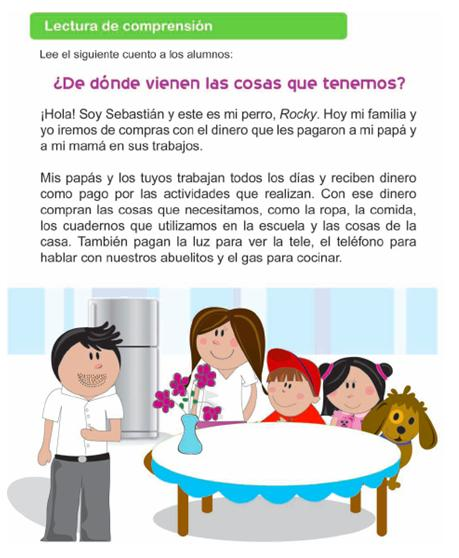 Lectura de comprensión
Lee el siguiente cuento a los alumnos:
¿De dónde vienen las cosas que tenemos?
¡Hola! Soy Sebastián y este es mi perro, Rocky. Hoy mi familia y
yo iremos de compras con el dinero que les pagaron a mi papá y
a mi mamá en sus trabajos.
Mis papás y los tuyos trabajan todos los días y reciben dinero
como pago por las actividades que realizan. Con ese dinero
compran las cosas que necesitamos, como la ropa, la comida,
los cuadernos que utilizamos en la escuela y las cosas de la
casa. También pagan la luz para ver la tele, el teléfono para
hablar con nuestros abuelitos y el gas para cocinar.